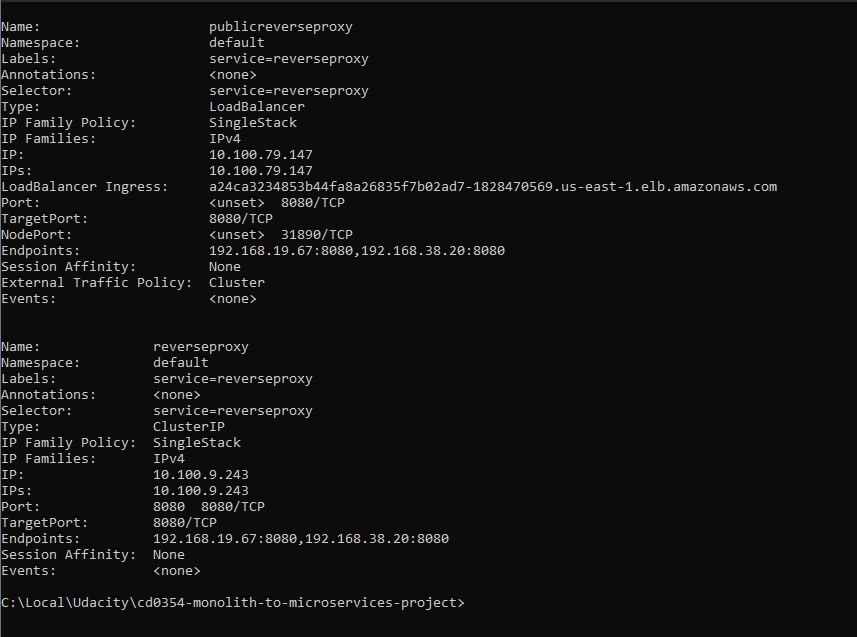 Name:                     publicreverseproxy
Namespace:                default
Labels:                   service=reverseproxy
Annotations:              <none>
Selector:                 service=reverseproxy
Type:                     LoadBalancer
IP Family Policy:         SingleStack
IP Families:              IPv4
IP:                       10.100.79.147
IPs:                      10.100.79.147
LoadBalancer Ingress:     a24ca3234853b44fa8a26835f7b02ad7-1828470569.us-east-1.elb.amazonaws.com
Port:                     <unset>  8080/TCP
TargetPort:               8080/TCP
NodePort:                 <unset>  31890/TCP
Endpoints:                192.168.19.67:8080,192.168.38.20:8080
Session Affinity:         None
External Traffic Policy:  Cluster
Events:                   <none>
Name:              reverseproxy
Namespace:         default
Labels:            service=reverseproxy
Annotations:       <none>
Selector:          service=reverseproxy
Type:              ClusterIP
IP Family Policy:  SingleStack
IP Families:       IPv4
IP:                10.100.9.243
IPs:               10.100.9.243
Port:              8080  8080/TCP
TargetPort:        8080/TCP
Endpoints:         192.168.19.67:8080,192.168.38.20:8080
Session Affinity:  None
Events:            <none>
C:\Local\Udacity\cd0354-monolith-to-microservices-project>